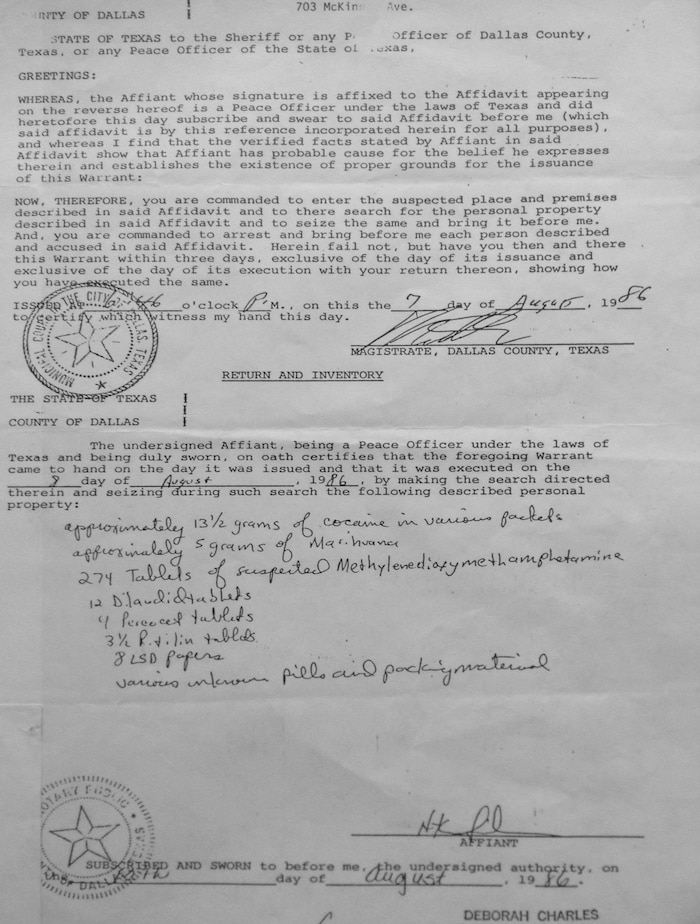 703 McKin Ave.
NTY OF DALLAS
STATE OF TEXAS to the Sheriff or any P Officer of Dallas County,
Texas, or any Peace Officer of the State of Texas,
GREETINGS:
WHEREAS, the Affiant whose signature is affixed to the Affidavit appearing
on the reverse hereof is a Peace Officer under the laws of Texas and did
heretofore this day subscribe and swear to said Affidavit before me (which
said affidavit is by this reference incorporated herein for all purposes),
and whereas I find that the verified facts stated by Affiant in said
Affidavit show that Affiant has probable cause for the belief he expresses
therein and establishes the existence of proper grounds for the issuance
of this Warrant:
NOW, THEREFORE, you are commanded to enter the suspected place and premises
described in said Affidavit and to there search for the personal property
described in said Affidavit and to seize the same and bring it before me.
And, you are commanded to arrest and bring before me each person described
and accused in said Affidavit. Herein fail not, but have you then and there
this Warrant within three days, exclusive of the day of its issuance and
exclusive of the day of its execution with your return thereon, showing how
you have executed the same.
ISSUED AT o'clock P.M., on this the 7 day of August, 1986
to certify which witness my hand this day.
MUNICIPAL COURT OF THE CITY DALLAS, TEXAS
MAGISTRATE, DALLAS COUNTY, TEXAS
RETURN AND INVENTORY
THE STATE OF TEXAS
COUNTY OF DALLAS
The undersigned Affiant, being a Peace Officer under the laws of
Texas and being duly sworn, on oath certifies that the foregoing Warrant
came to hand on the day it was issued and that it was executed on the
8 day of August, 1986, by making the search directed
therein and seizing during such search the following described personal
property:
approximately 13 1/2 grams of cocaine in various packets
approximately 5 grams of Marihuana
274 Tablets of suspected Methylenedioxymethamphetamine
12 Dilaudid tablets
4 Percocet tablets
3 1/2 Ritilin tablets
8 LSD papers
various unknown pills and packing material
AFFIANT
NOTARY PUBLIC
SUBSCRIBED AND SWORN to before me, the undersigned authority, on
day of August, 1986.
DEBORAH CHARLES